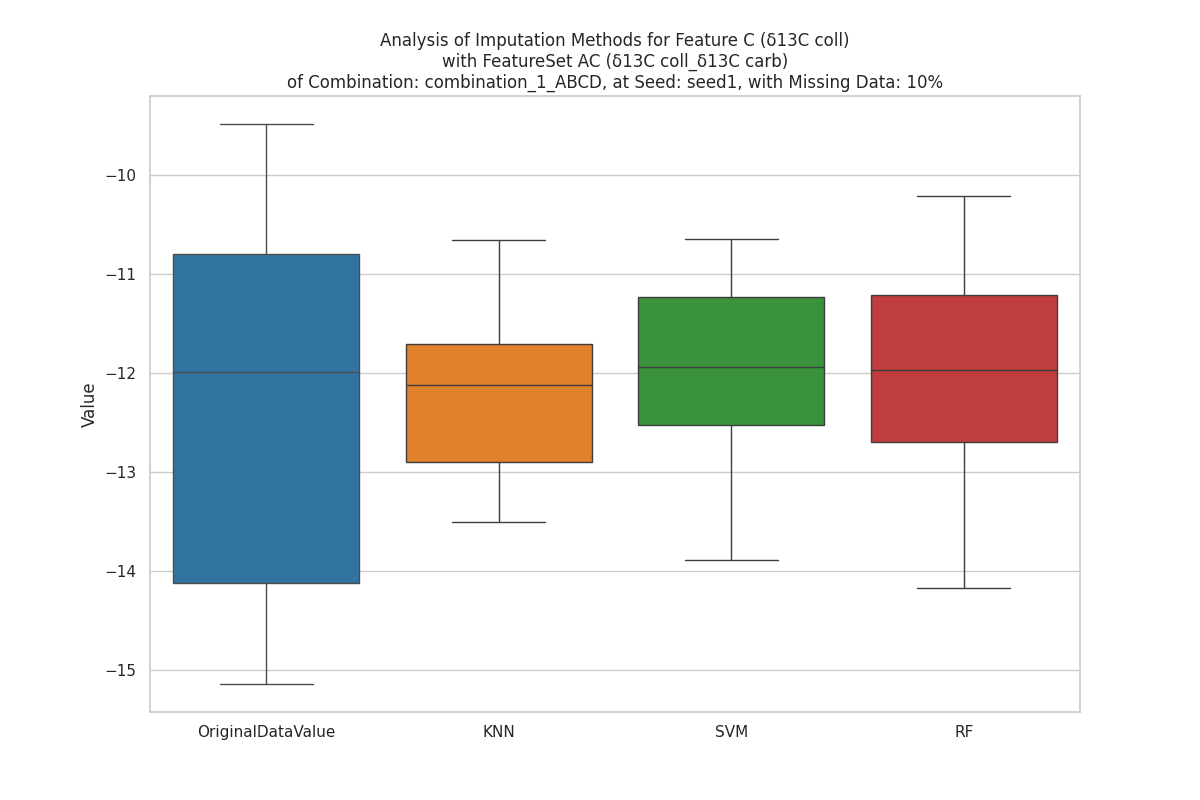 Analysis of Imputation Methods for Feature C (δ13C coll)
with FeatureSet AC (δ13C coll_δ13C carb)
of Combination: combination_1_ABCD, at Seed: seed1, with Missing Data: 10%
Value
−10
−11
−12
−13
−14
−15
OriginalDataValue
KNN
SVM
RF